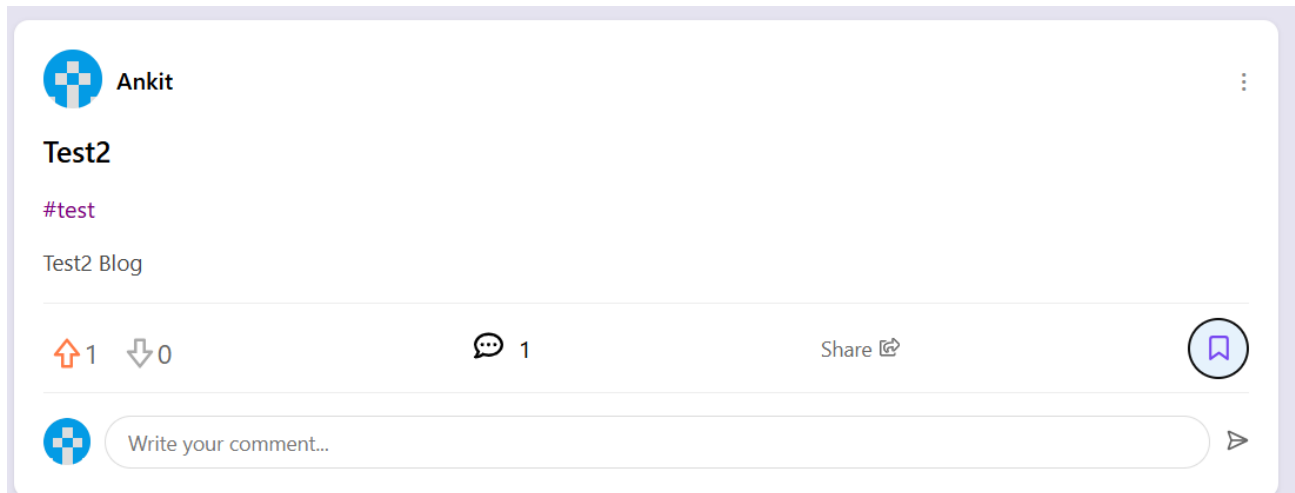 Ankit
Test2
#test
Test2 Blog
1 0 1 Share
Write your comment...